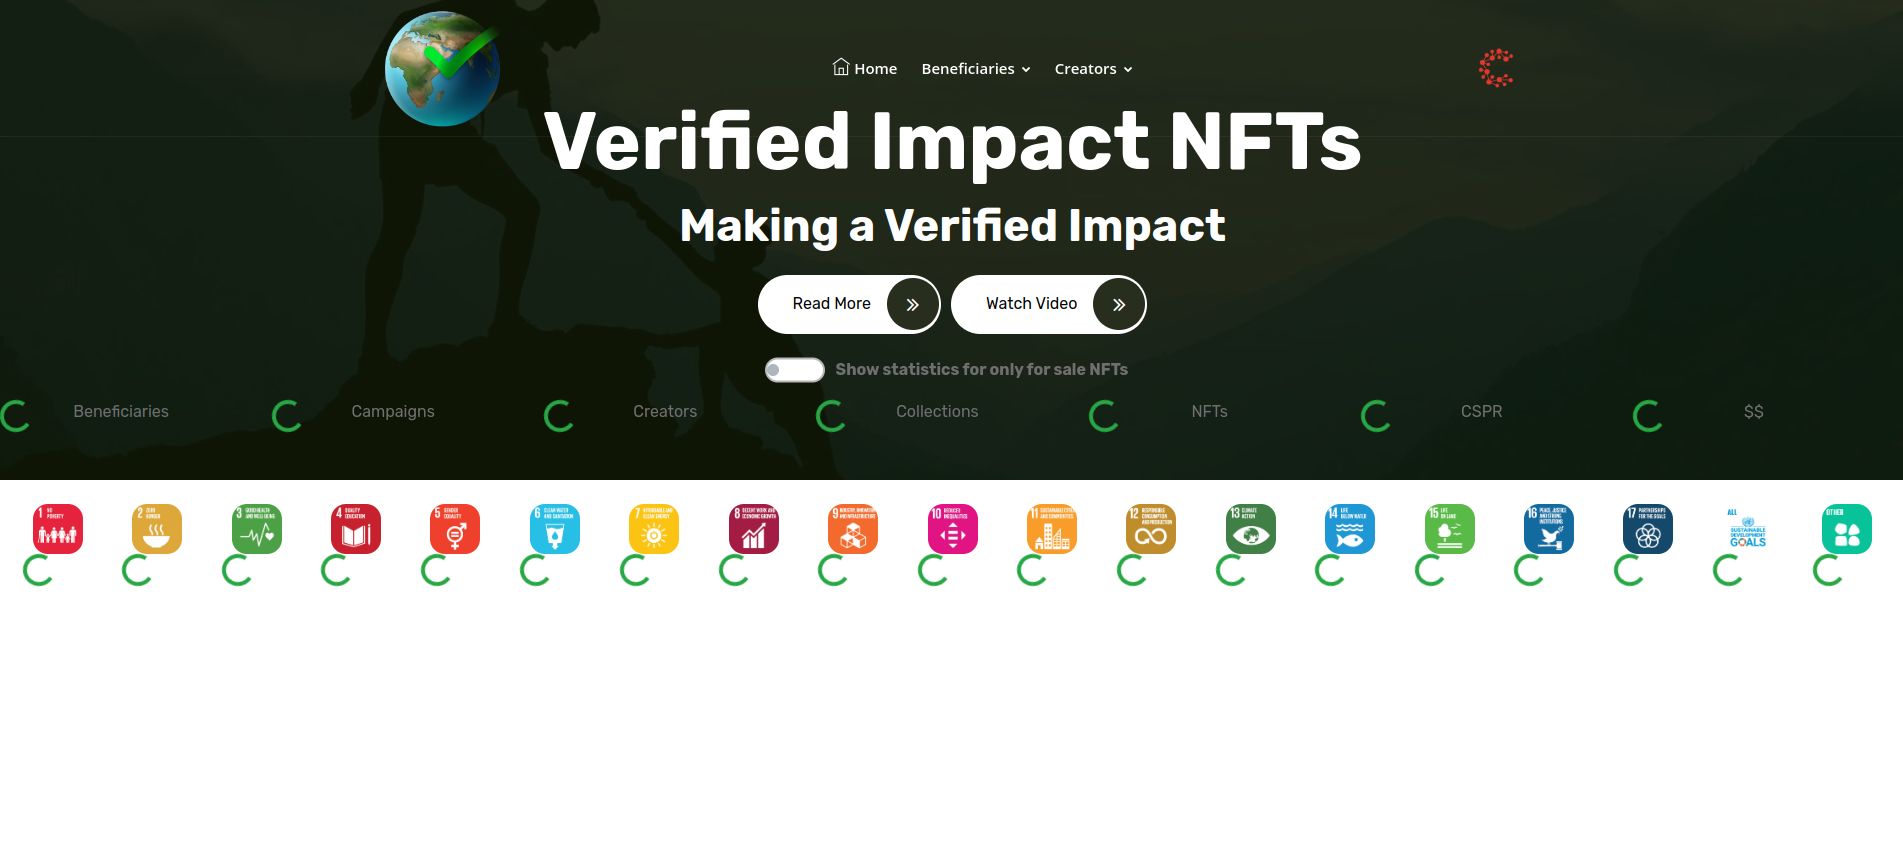 Home Beneficiaries Creators
Verified Impact NFTs
Making a Verified Impact
Read More Watch Video
Show statistics for only for sale NFTs
Beneficiaries Campaigns Creators Collections NFTs CSPR $$
1 NO POVERTY
2 ZERO HUNGER
3 GOOD HEALTH AND WELL-BEING
4 QUALITY EDUCATION
5 GENDER EQUALITY
6 CLEAN WATER AND SANITATION
7 AFFORDABLE AND CLEAN ENERGY
8 DECENT WORK AND ECONOMIC GROWTH
9 INDUSTRY, INNOVATION AND INFRASTRUCTURE
10 REDUCED INEQUALITIES
11 SUSTAINABLE CITIES AND COMMUNITIES
12 RESPONSIBLE CONSUMPTION AND PRODUCTION
13 CLIMATE ACTION
14 LIFE BELOW WATER
15 LIFE ON LAND
16 PEACE, JUSTICE AND STRONG INSTITUTIONS
17 PARTNERSHIPS FOR THE GOALS
ALL
SUSTAINABLE
DEVELOPMENT
GOALS
OTHER